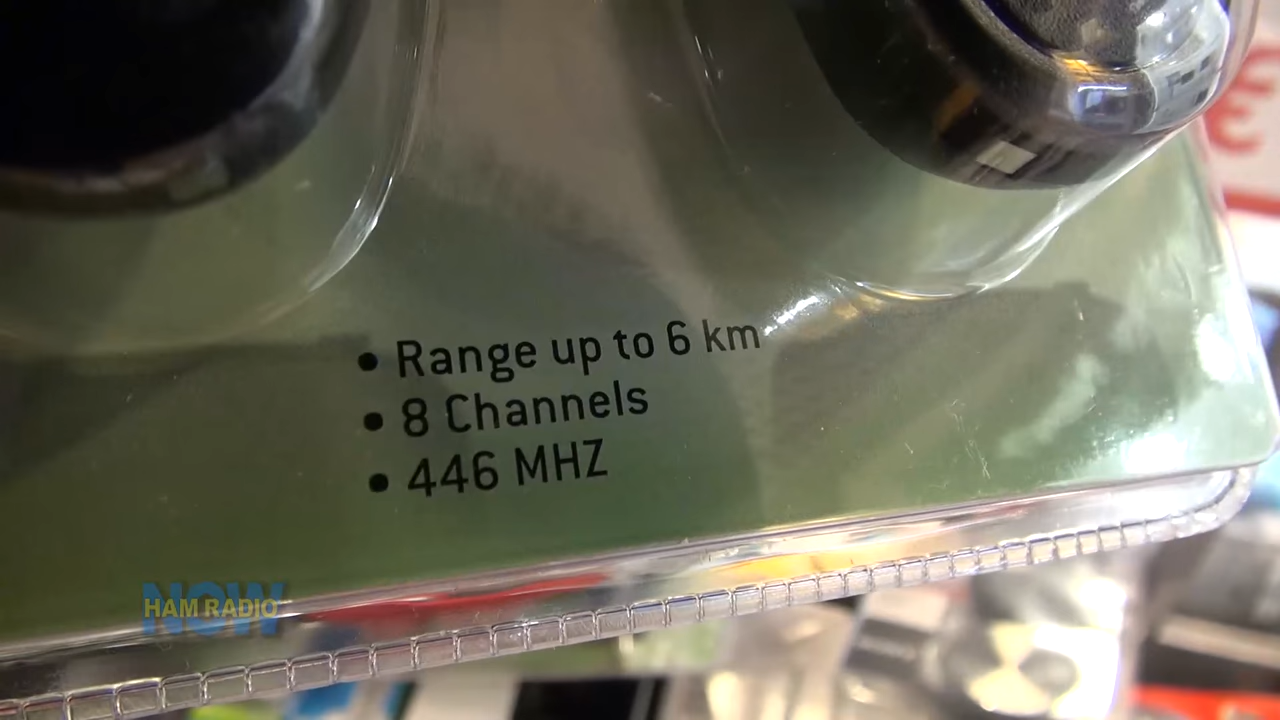 • Range up to 6 km
• 8 Channels
• 446 MHZ
NOW
HAM RADIO
€